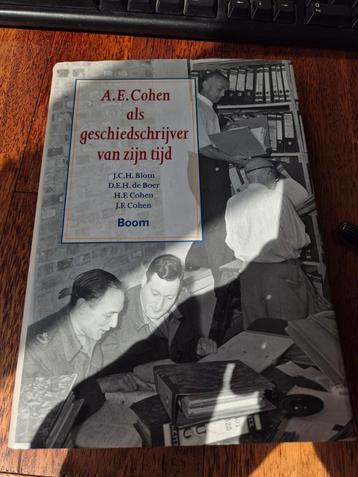 A.E. Cohen
als
geschiedschrijver
van zijn tijd
J.C.H. Blom
D.E.H. de Boer
H.F. Cohen
J.F. Cohen
Boom